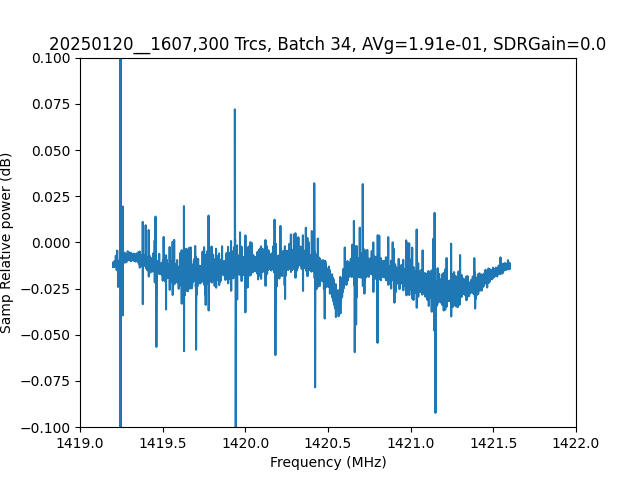 20250120__1607,300 Trcs, Batch 34, AVg=1.91e-01, SDRGain=0.0
Samp Relative power (dB)
0.100
0.075
0.050
0.025
0.000
−0.025
−0.050
−0.075
−0.100
1419.0 1419.5 1420.0 1420.5 1421.0 1421.5 1422.0
Frequency (MHz)